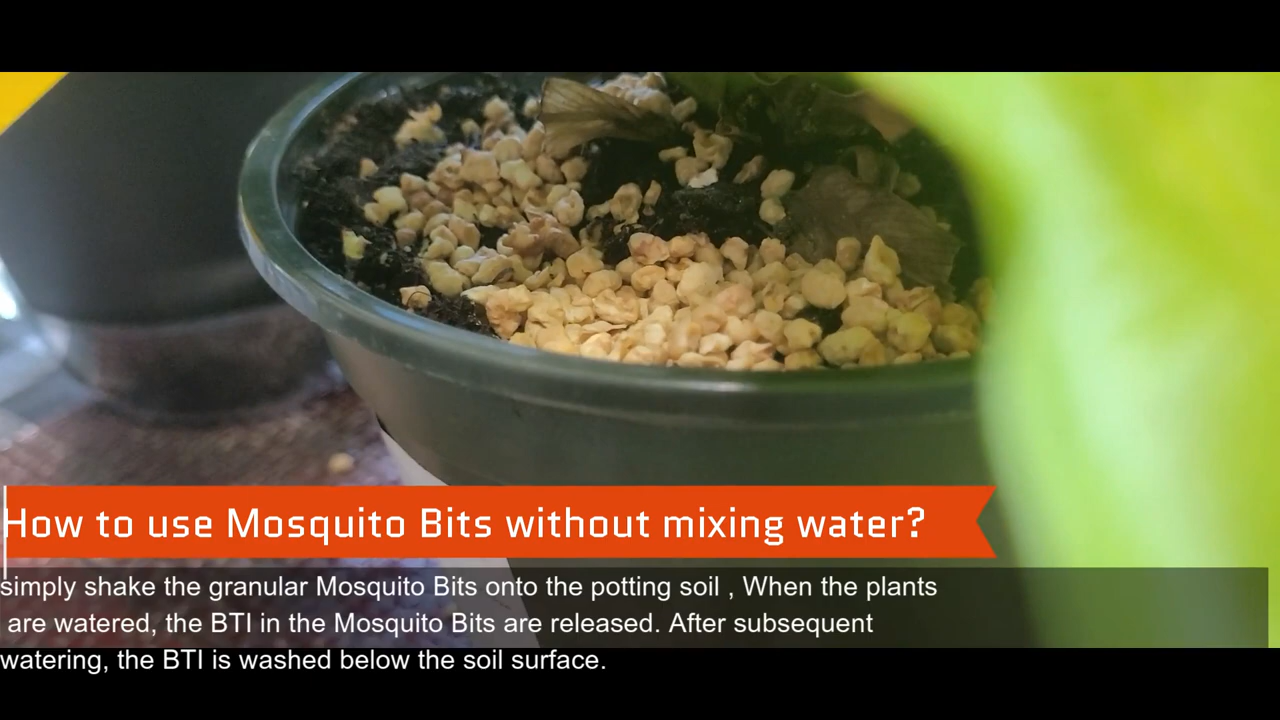 How to use Mosquito Bits without mixing water?
simply shake the granular Mosquito Bits onto the potting soil , When the plants
are watered, the BTI in the Mosquito Bits are released. After subsequent
watering, the BTI is washed below the soil surface.